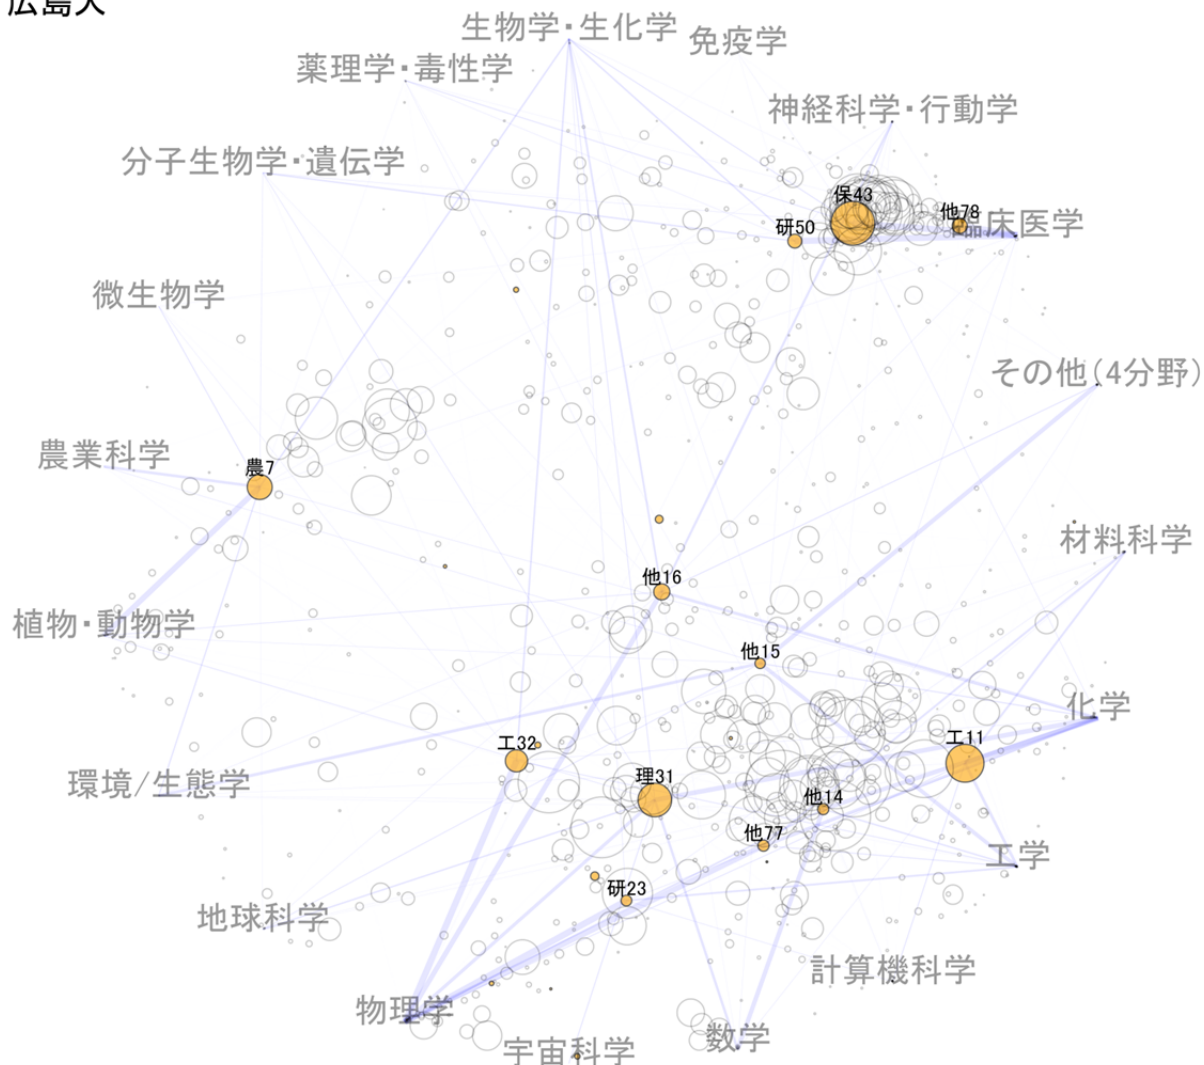 広島大
生物学・生化学
免疫学
薬理学・毒性学
神経科学・行動学
分子生物学・遺伝学
保43
他78
研50
臨床医学
微生物学
その他(4分野)
農業科学
農7
材料科学
他16
植物・動物学
他15
化学
工32
工11
理31
環境/生態学
他14
他77
工学
研23
地球科学
計算機科学
物理学
数学
宇宙科学